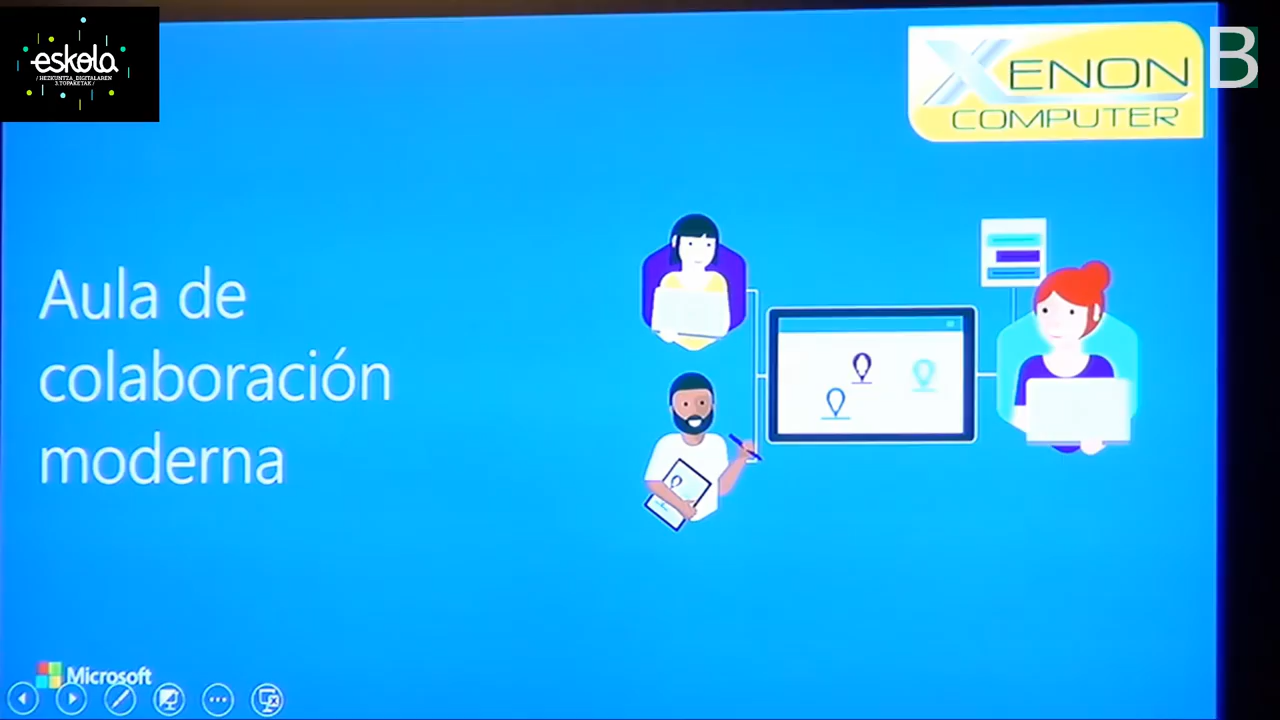 eskola
/ HEZKUNTZA_DIGITALAREN
3.TOPAKETAK /
XENON
COMPUTER
B
Aula de
colaboración
moderna
Microsoft